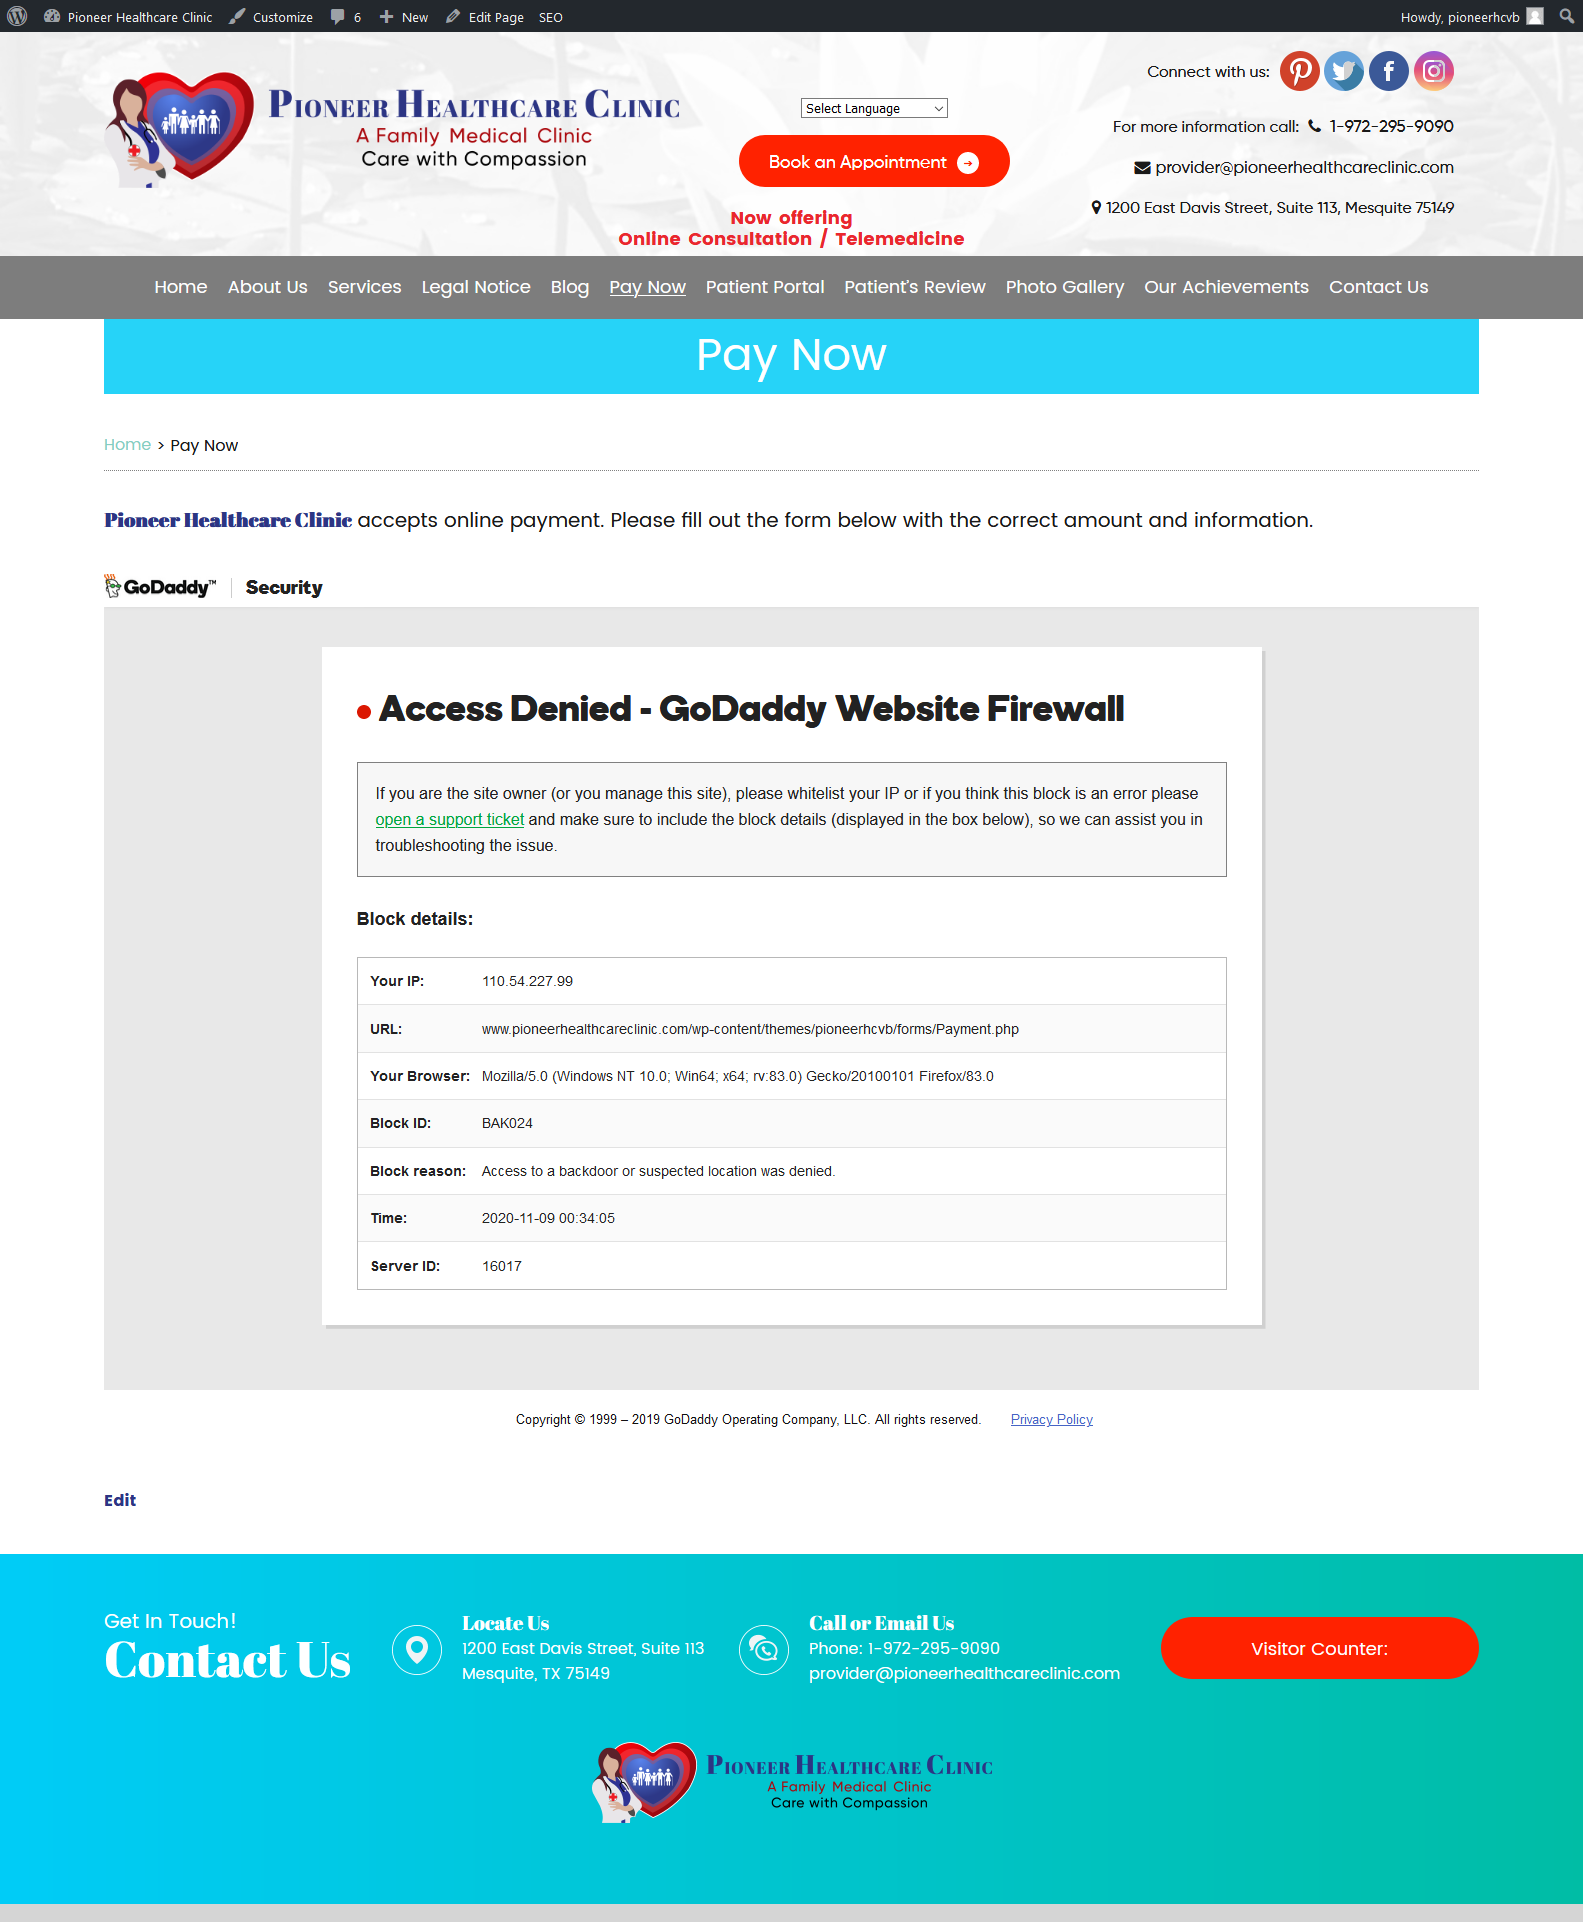 Pioneer Healthcare Clinic Customize 6 New Edit Page SEO Howdy, pioneerhcvb
Connect with us:
PIONEER HEALTHCARE CLINIC
A Family Medical Clinic
Care with Compassion
Select Language
Book an Appointment
Now offering
Online Consultation / Telemedicine
For more information call: 1-972-295-9090
provider@pioneerhealthcareclinic.com
1200 East Davis Street, Suite 113, Mesquite 75149
Home About Us Services Legal Notice Blog Pay Now Patient Portal Patient's Review Photo Gallery Our Achievements Contact Us
Pay Now
Home > Pay Now
Pioneer Healthcare Clinic accepts online payment. Please fill out the form below with the correct amount and information.
GoDaddy™ Security
Access Denied - GoDaddy Website Firewall
If you are the site owner (or you manage this site), please whitelist your IP or if you think this block is an error please
open a support ticket and make sure to include the block details (displayed in the box below), so we can assist you in
troubleshooting the issue.
Block details:
Your IP: 110.54.227.99
URL: www.pioneerhealthcareclinic.com/wp-content/themes/pioneerhcvb/forms/Payment.php
Your Browser: Mozilla/5.0 (Windows NT 10.0; Win64; x64; rv:83.0) Gecko/20100101 Firefox/83.0
Block ID: BAK024
Block reason: Access to a backdoor or suspected location was denied.
Time: 2020-11-09 00:34:05
Server ID: 16017
Copyright © 1999 – 2019 GoDaddy Operating Company, LLC. All rights reserved. Privacy Policy
Edit
Get In Touch!
Contact Us
Locate Us
1200 East Davis Street, Suite 113
Mesquite, TX 75149
Call or Email Us
Phone: 1-972-295-9090
provider@pioneerhealthcareclinic.com
Visitor Counter:
PIONEER HEALTHCARE CLINIC
A Family Medical Clinic
Care with Compassion